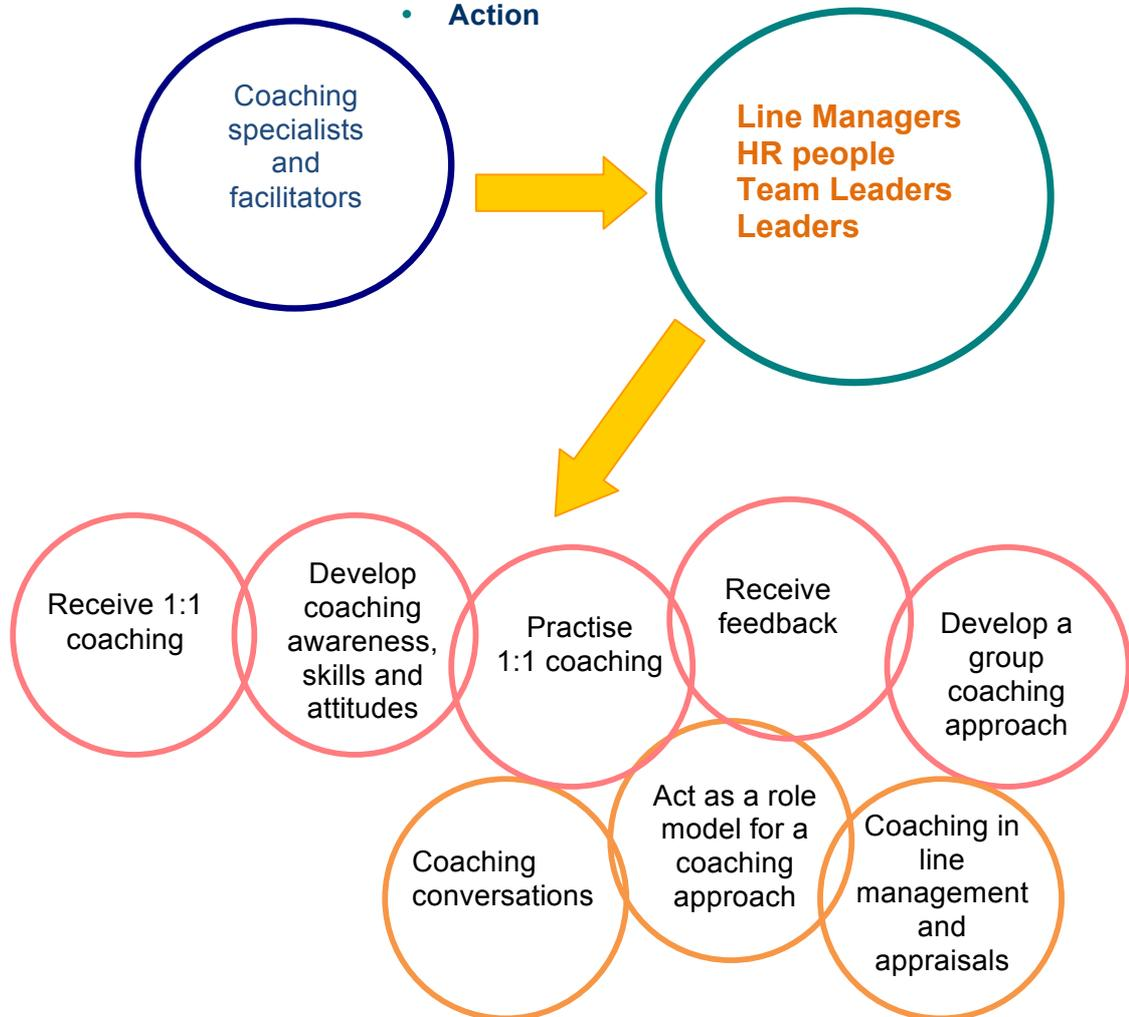 • Action
Coaching
specialists
and
facilitators
Line Managers
HR people
Team Leaders
Leaders
Receive 1:1
coaching
Develop
coaching
awareness,
skills and
attitudes
Practise
1:1 coaching
Receive
feedback
Develop a
group
coaching
approach
Coaching
conversations
Act as a role
model for a
coaching
approach
Coaching in
line
management
and
appraisals